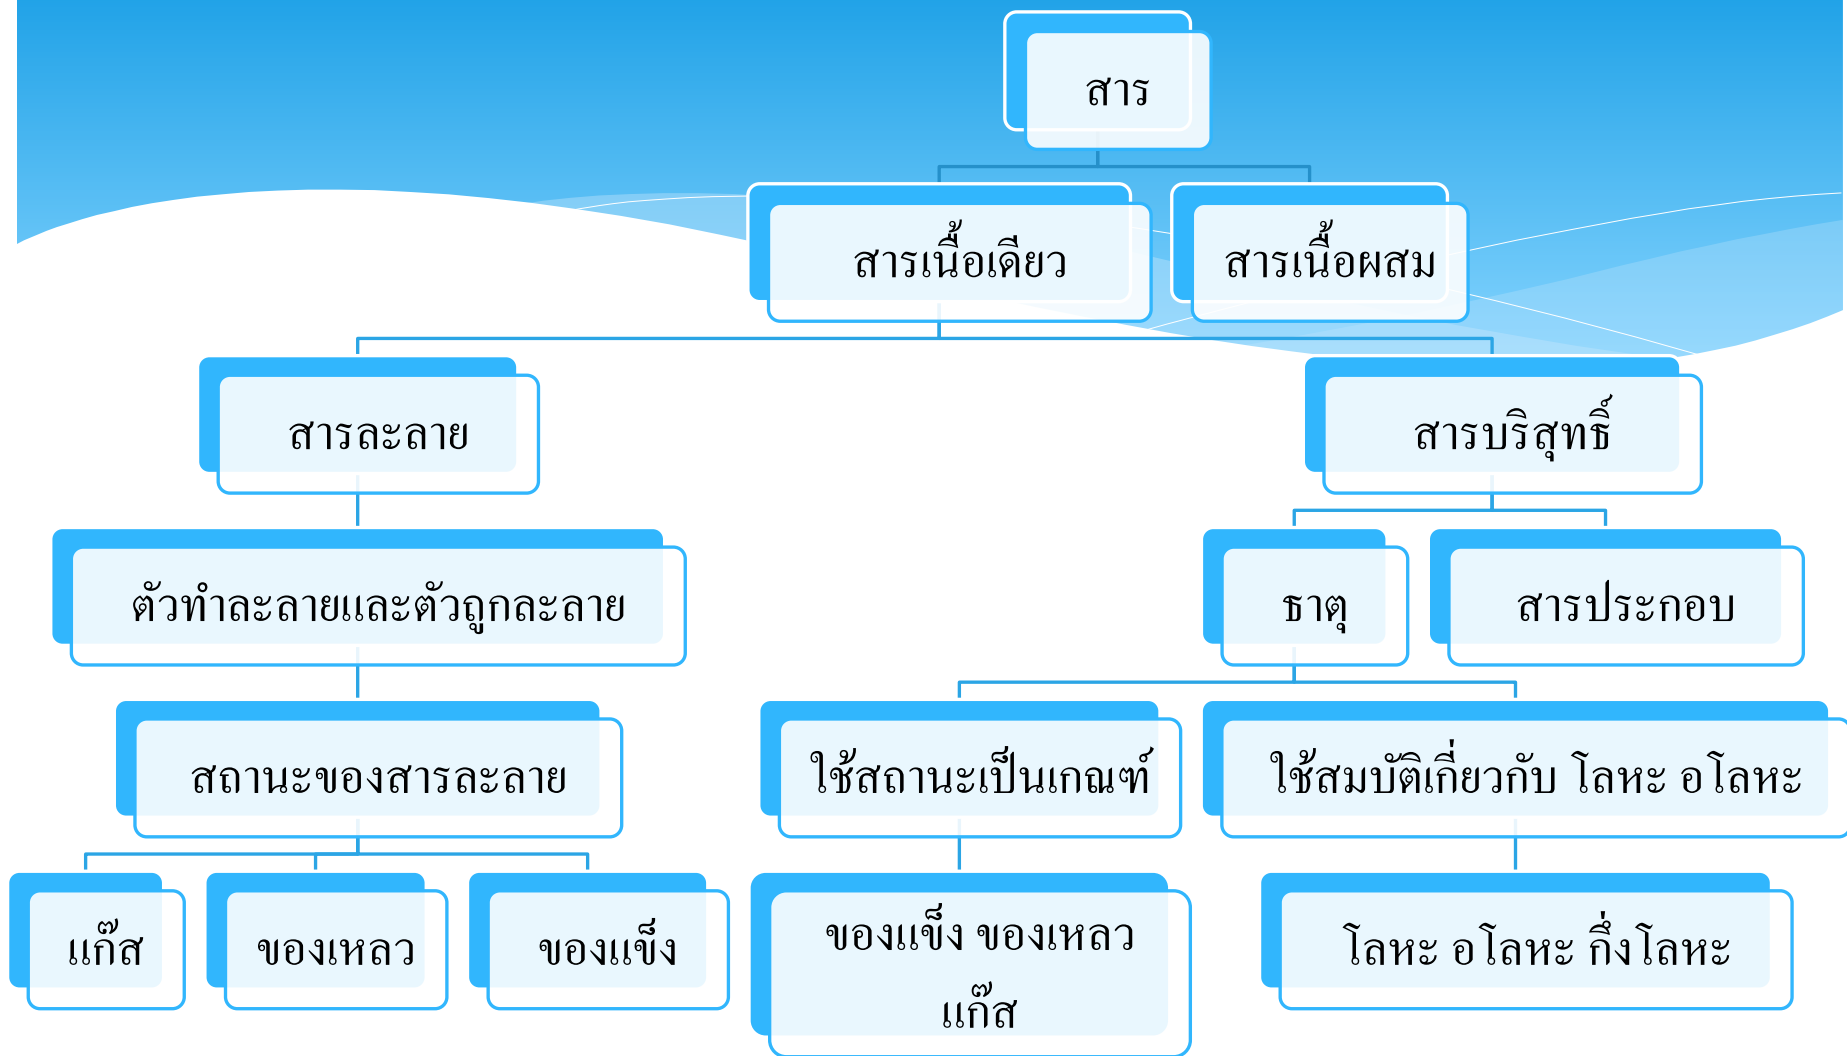 สาร
สารเนื้อเดียว
สารเนื้อผสม
สารละลาย
สารบริสุทธิ์
ตัวทำละลายและตัวถูกละลาย
ธาตุ
สารประกอบ
สถานะของสารละลาย
ใช้สถานะเป็นเกณฑ์
ใช้สมบัติเกี่ยวกับ โลหะ อโลหะ
แก๊ส
ของเหลว
ของแข็ง
ของแข็ง ของเหลว
แก๊ส
โลหะ อโลหะ กึ่งโลหะ